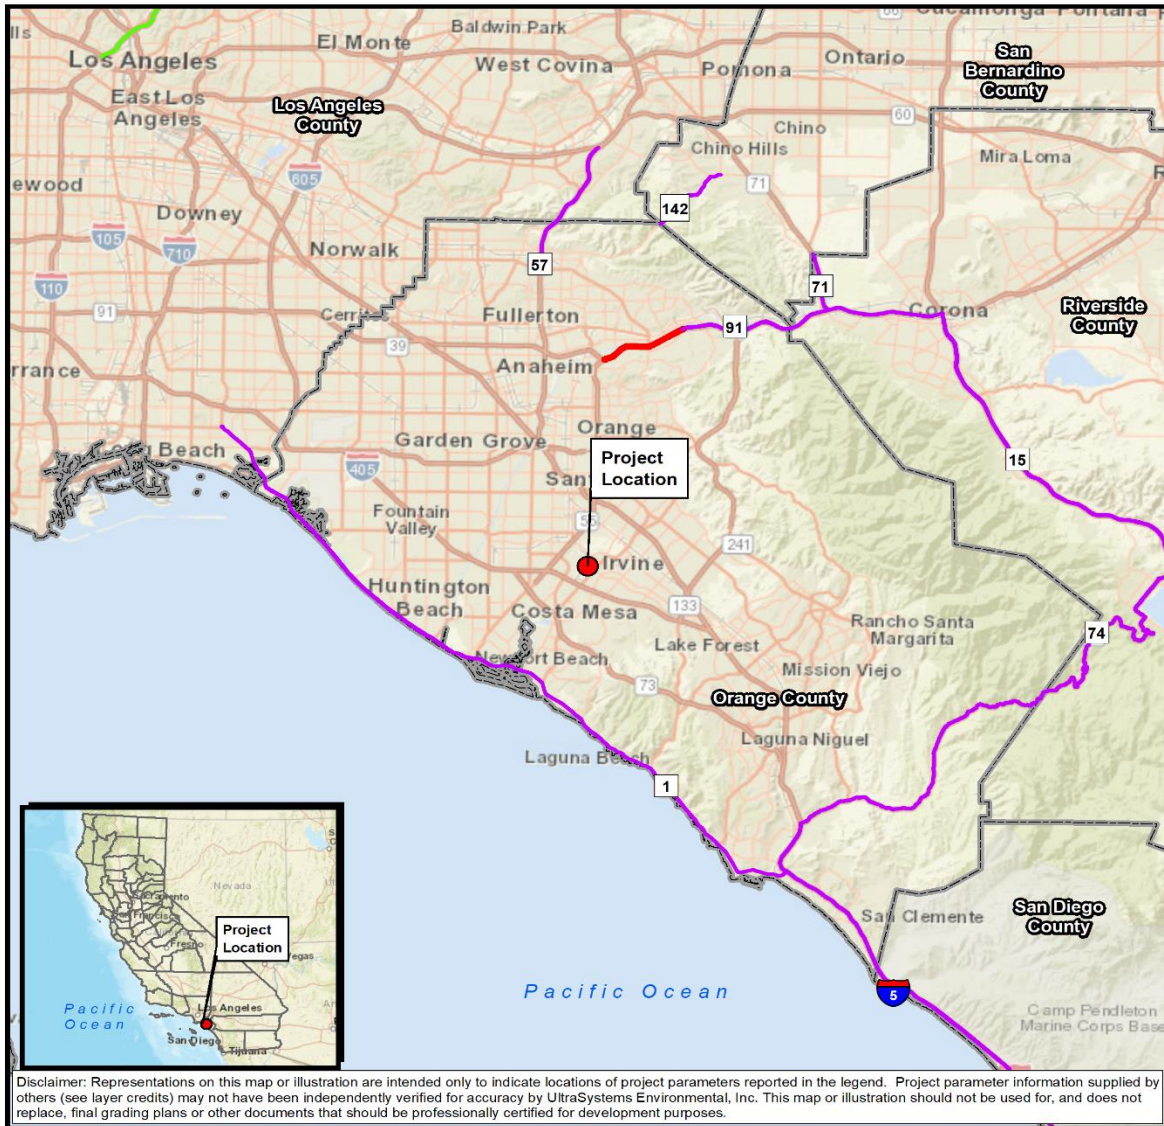 Baldwin Park
Cucamonga Fontana
El Monte
West Covina
Pomona
Ontario
San
Bernardino
County
Los Angeles
East Los
Angeles
Los Angeles
County
60
Chino
Chino Hills
71
Mira Loma
605
142
Downey
Norwalk
105
710
57
71
110
91
Fullerton
91
Corona
Riverside
County
39
Anaheim
Garden Grove
Orange
405
Project
Location
15
Fountain
Valley
55
Irvine
241
Huntington
Beach
Costa Mesa
133
Lake Forest
Rancho Santa
Margarita
74
Newport Beach
Mission Viejo
73
Orange County
Laguna Niguel
Laguna Beach
1
San Clemente
San Diego
County
5
Pacific Ocean
Camp Pendleton
Marine Corps Base
Nevada
Sacramento
San Francisco
California
Fresno
Project
Location
Pacific
Ocean
Los Angeles
San Diego
Tijuana
Disclaimer: Representations on this map or illustration are intended only to indicate locations of project parameters reported in the legend. Project parameter information supplied by
others (see layer credits) may not have been independently verified for accuracy by UltraSystems Environmental, Inc. This map or illustration should not be used for, and does not
replace, final grading plans or other documents that should be professionally certified for development purposes.